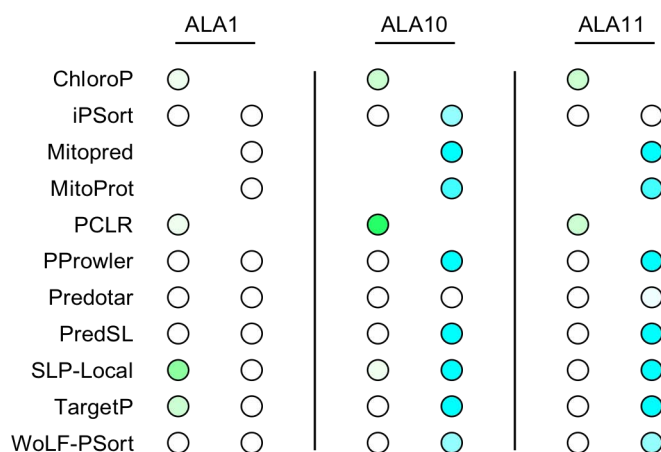 ALA1 ALA10 ALA11
ChloroP
iPSort
Mitopred
MitoProt
PCLR
PProwler
Predotar
PredSL
SLP-Local
TargetP
WoLF-PSort